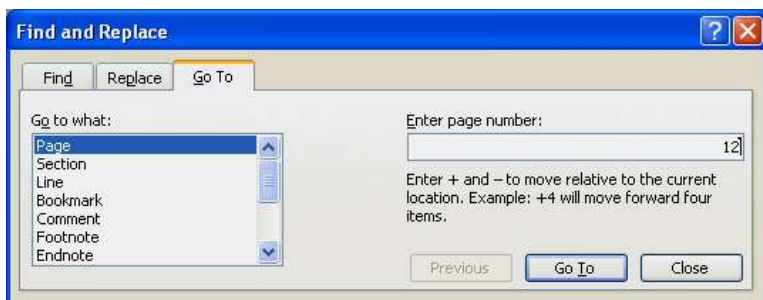 Find and Replace
Find
Replace
Go To
Go to what:
Page
Section
Line
Bookmark
Comment
Footnote
Endnote
Enter page number:
12
Enter + and – to move relative to the current
location. Example: +4 will move forward four
items.
Previous
Go To
Close